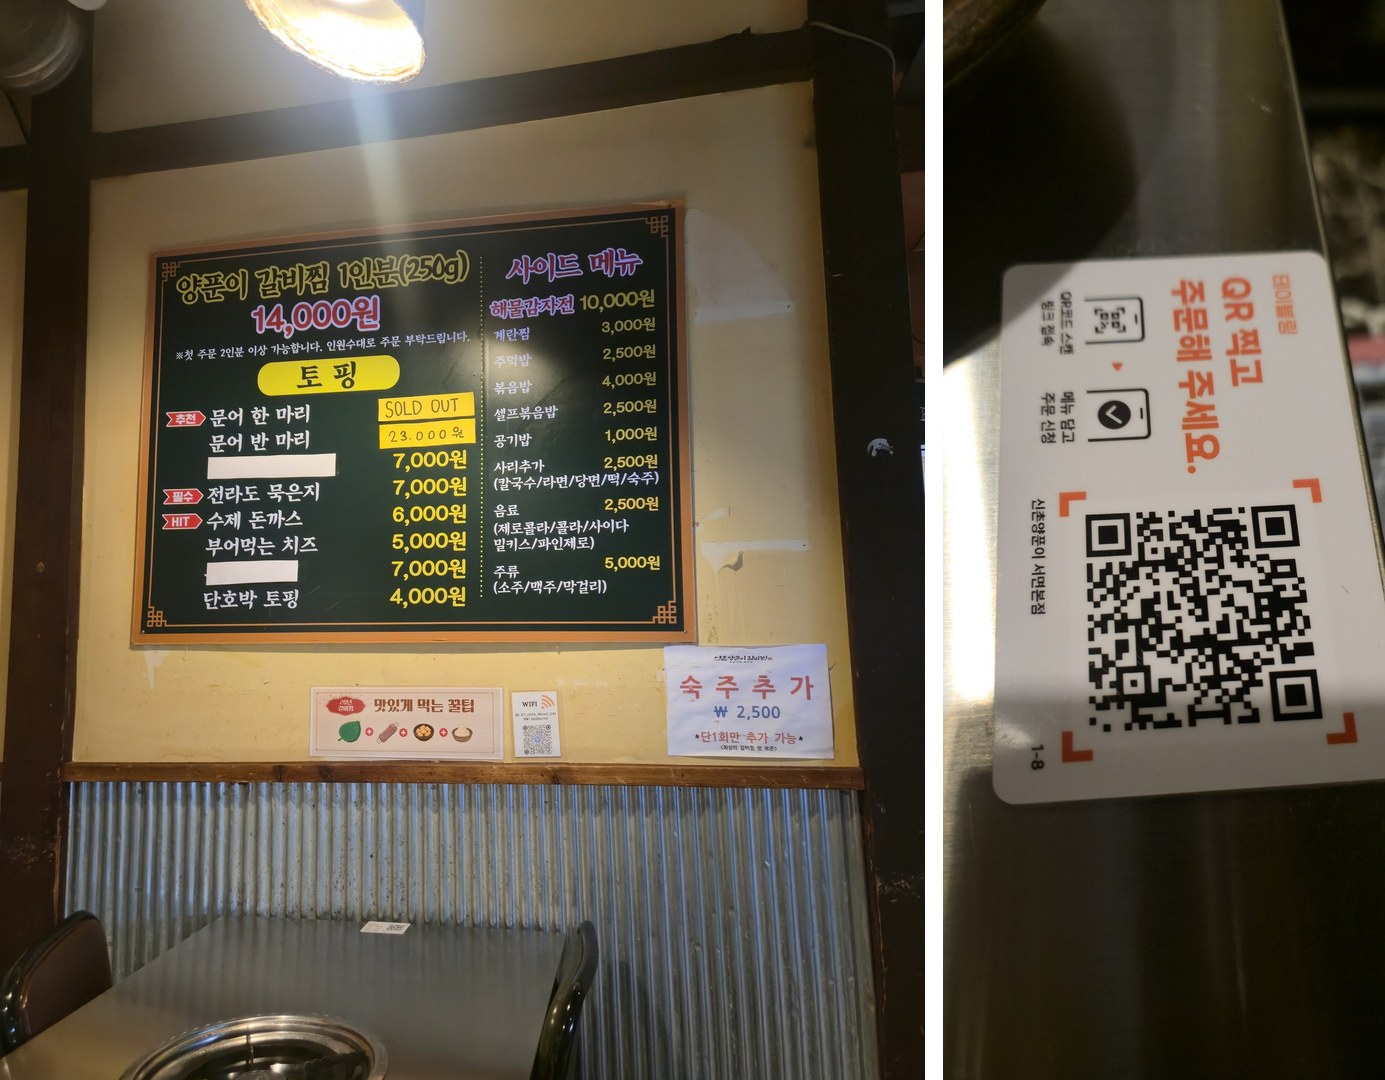 양푼이 갈비찜 1인분(250g)
14,000원
※첫 주문 2인분 이상 가능합니다. 인원수대로 주문 부탁드립니다.
토핑
추천 문어 한 마리 SOLD OUT
문어 반 마리 23.000원
7,000원
필수 전라도 묵은지 7,000원
HIT 수제 돈까스 6,000원
부어먹는 치즈 5,000원
7,000원
단호박 토핑 4,000원
사이드 메뉴
해물감자전 10,000원
계란찜 3,000원
주먹밥 2,500원
볶음밥 4,000원
셀프볶음밥 2,500원
공기밥 1,000원
사리추가 2,500원
(칼국수/라면/당면/떡/숙주)
음료 2,500원
(제로콜라/콜라/사이다
밀키스/파인제로)
주류 5,000원
(소주/맥주/막걸리)
맛있게 먹는 꿀팁
WIFI
숙주추가
₩ 2,500
*단1회만 추가 가능*
테이블링
QR 찍고
주문해 주세요.
QR코드 스캔
링크 접속
메뉴 담고
주문 신청
신촌양푼이 서면본점
1-8